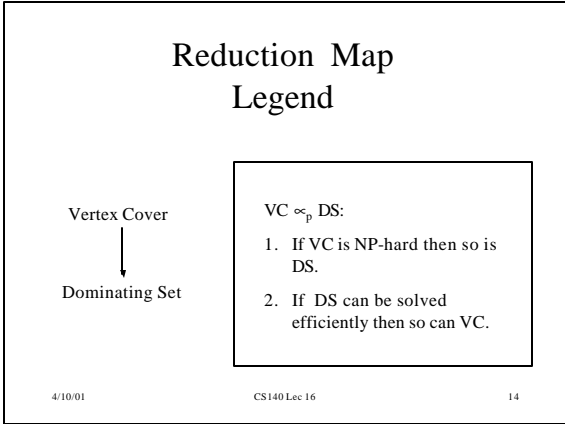 Reduction Map
Legend
Vertex Cover
Dominating Set
VC ∝p DS:
1. If VC is NP-hard then so is
DS.
2. If DS can be solved
efficiently then so can VC.
4/10/01
CS140 Lec 16
14